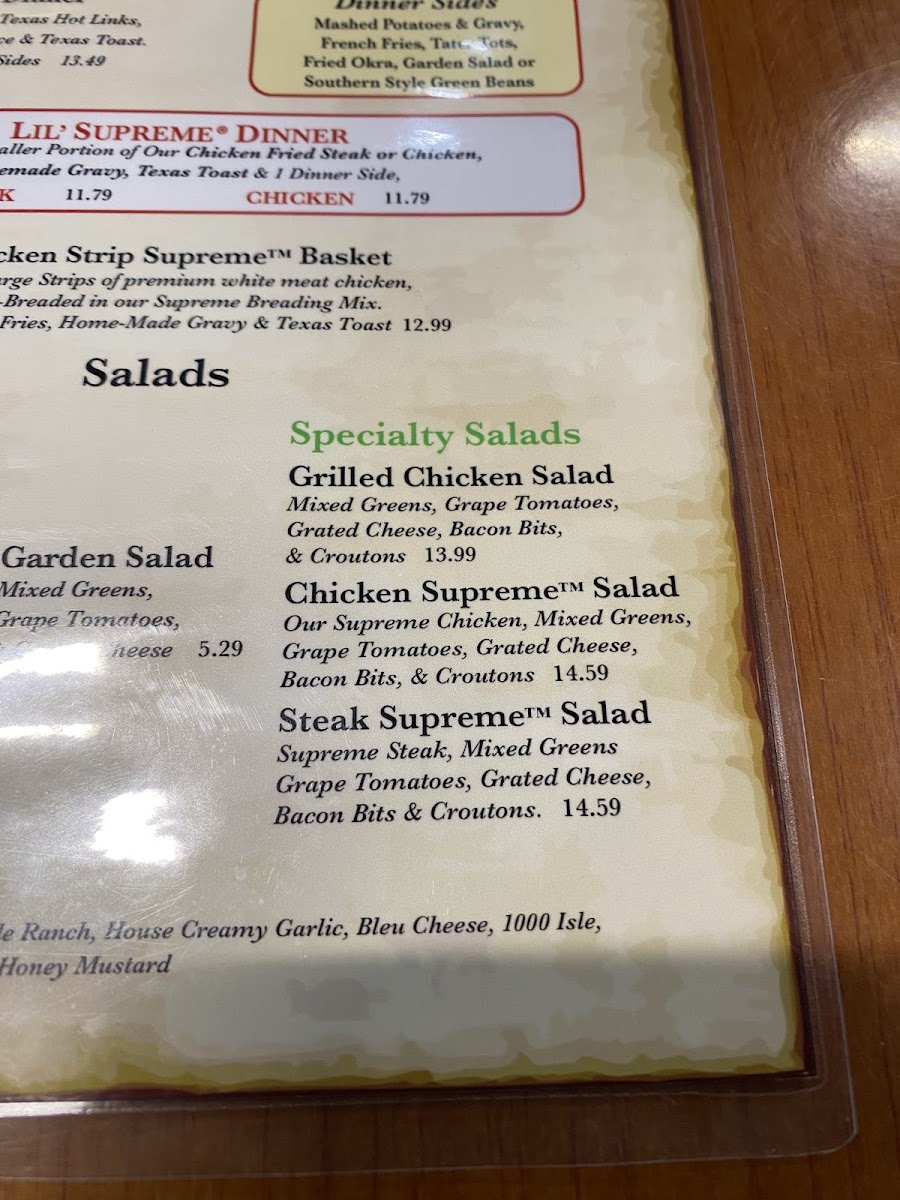 Texas Hot Links,
& Texas Toast.
Sides 13.49
Dinner Sides
Mashed Potatoes & Gravy,
French Fries, Tater Tots,
Fried Okra, Garden Salad or
Southern Style Green Beans
LIL' SUPREME® DINNER
Portion of Our Chicken Fried Steak or Chicken,
Gravy, Texas Toast & 1 Dinner Side,
11.79 CHICKEN 11.79
Strip Supreme™ Basket
Strips of premium white meat chicken,
-Breaded in our Supreme Breading Mix.
Fries, Home-Made Gravy & Texas Toast 12.99
Salads
Garden Salad
Mixed Greens,
Grape Tomatoes,
5.29
Specialty Salads
Grilled Chicken Salad
Mixed Greens, Grape Tomatoes,
Grated Cheese, Bacon Bits,
& Croutons 13.99
Chicken Supreme™ Salad
Our Supreme Chicken, Mixed Greens,
Grape Tomatoes, Grated Cheese,
Bacon Bits, & Croutons 14.59
Steak Supreme™ Salad
Supreme Steak, Mixed Greens
Grape Tomatoes, Grated Cheese,
Bacon Bits & Croutons. 14.59
Ranch, House Creamy Garlic, Bleu Cheese, 1000 Isle,
Honey Mustard